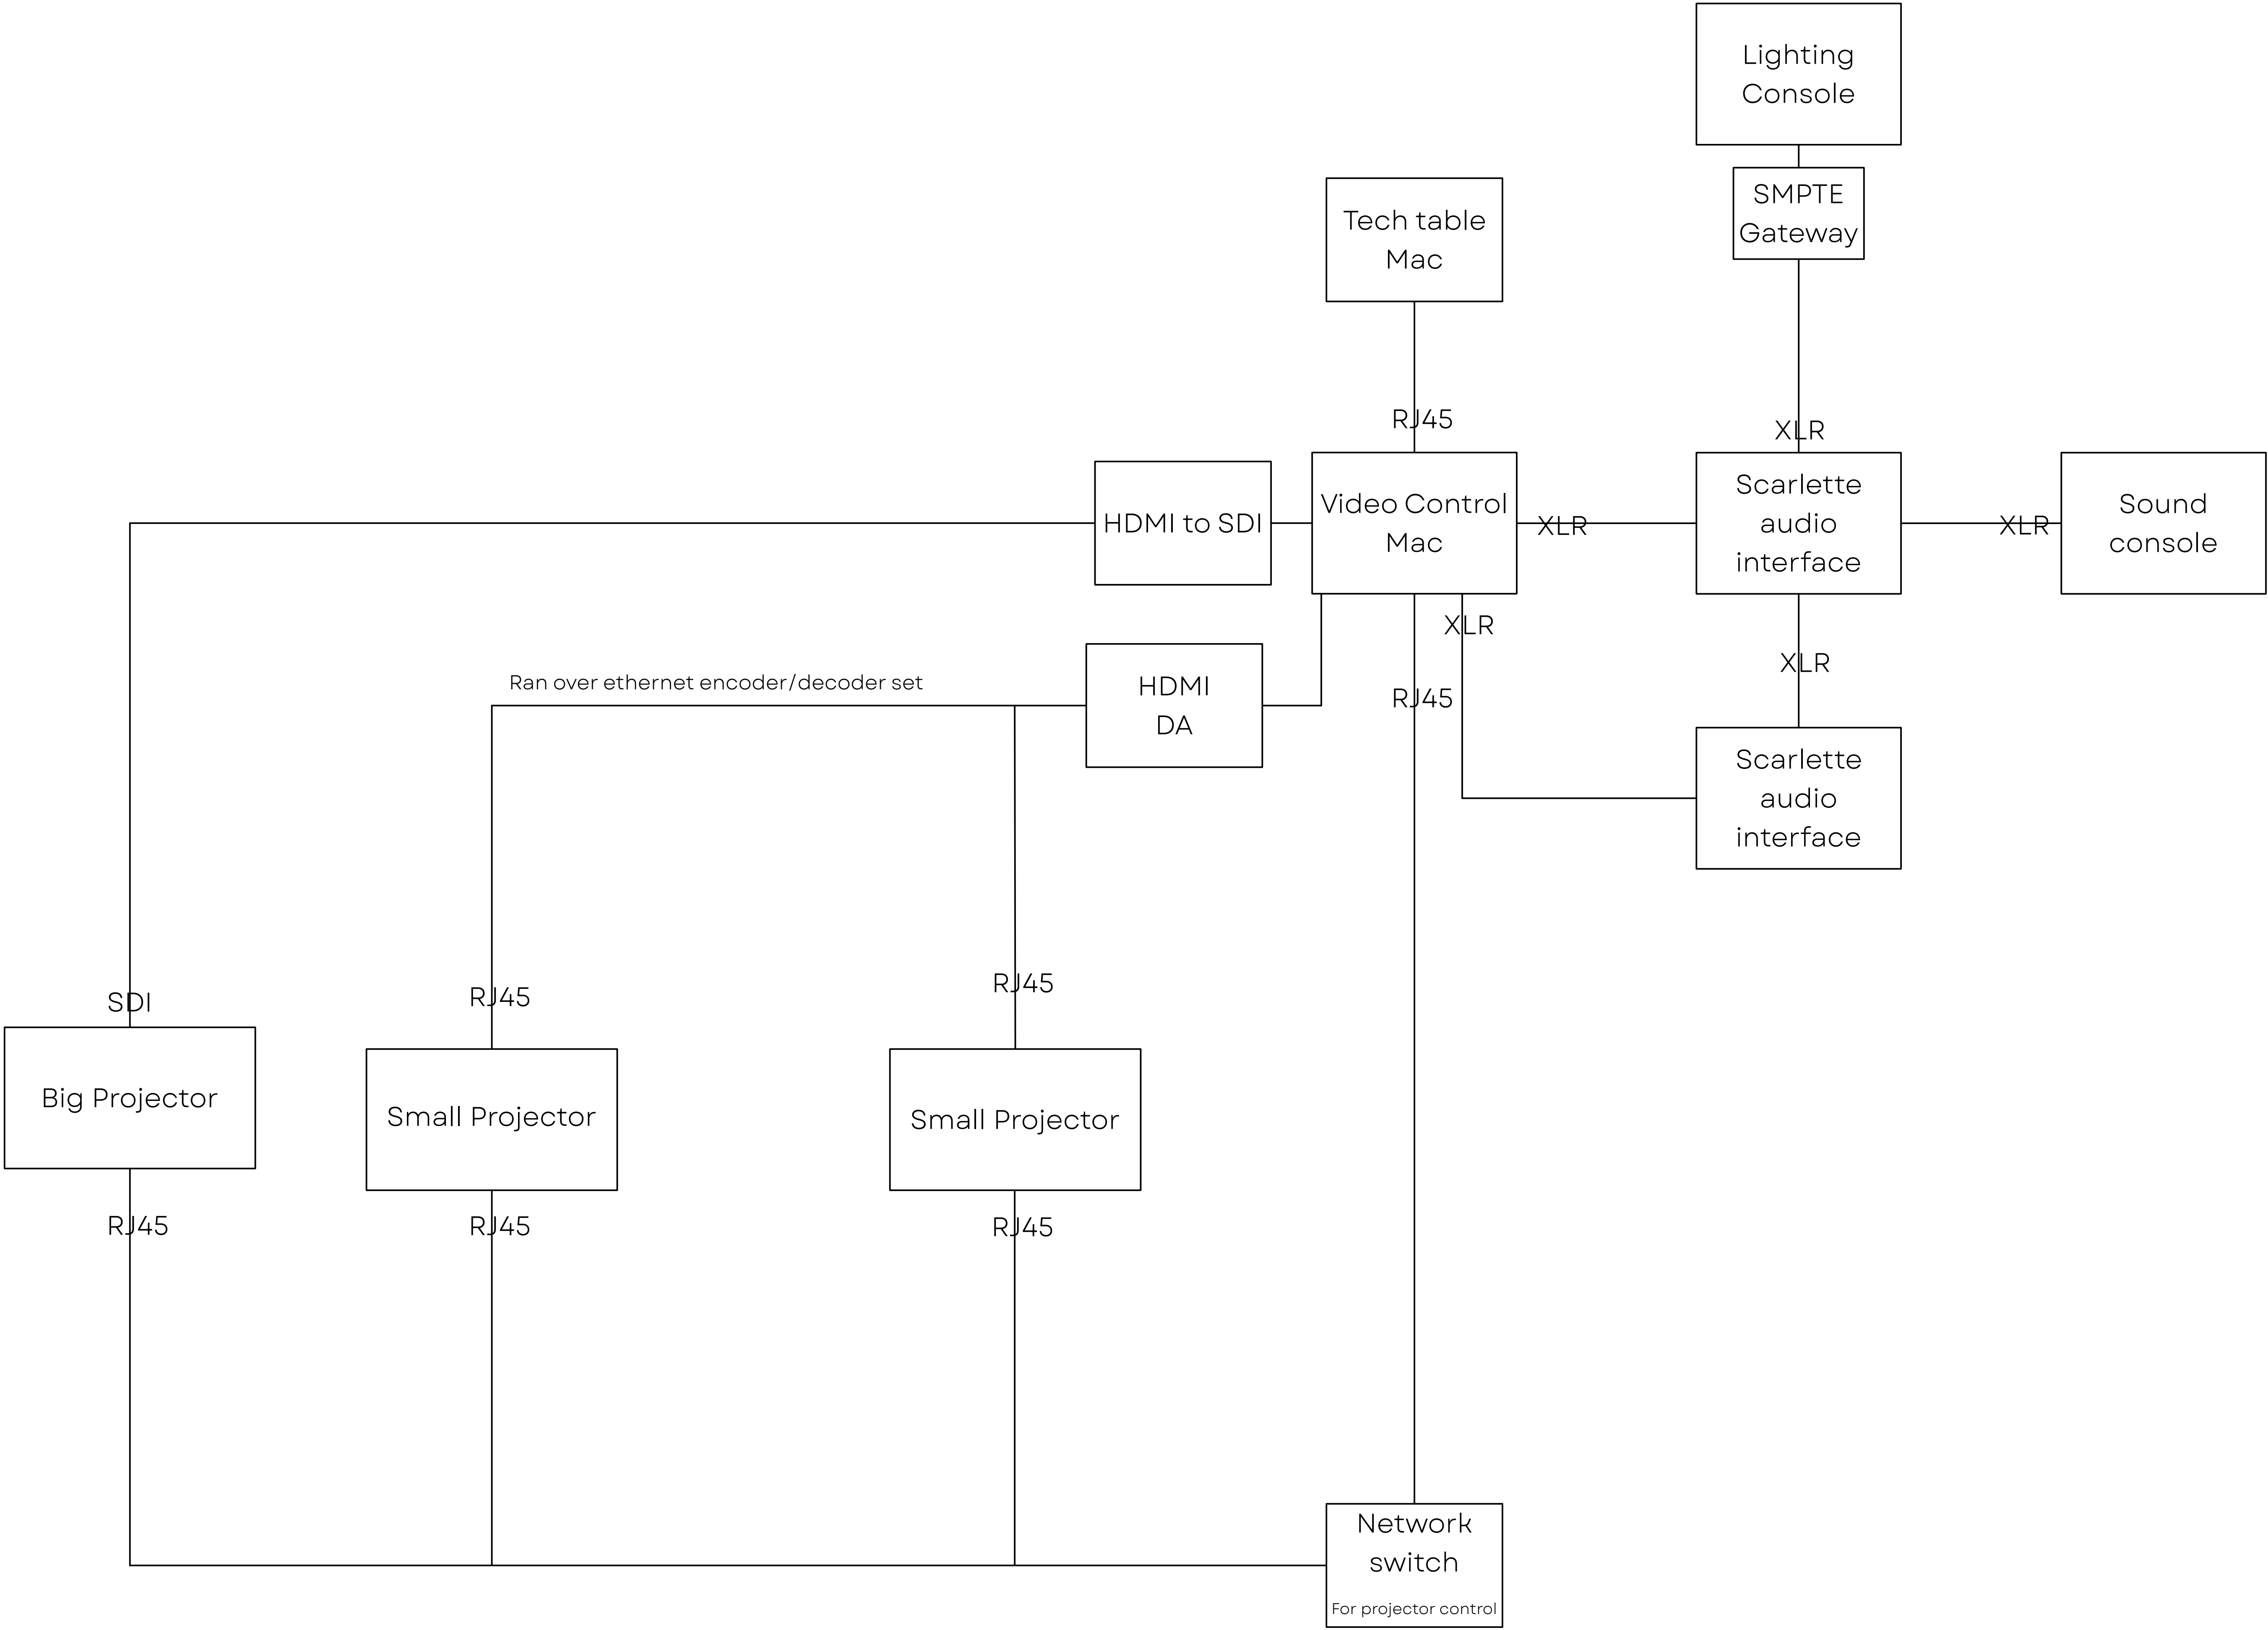 Lighting
Console
SMPTE
Gateway
Tech table
Mac
RJ45
XLR
HDMI to SDI
Video Control
Mac
XLR
Scarlette
audio
interface
XLR
Sound
console
XLR
XLR
Ran over ethernet encoder/decoder set
HDMI
DA
RJ45
Scarlette
audio
interface
SDI
RJ45
RJ45
Big Projector
Small Projector
Small Projector
RJ45
RJ45
RJ45
Network
switch
For projector control